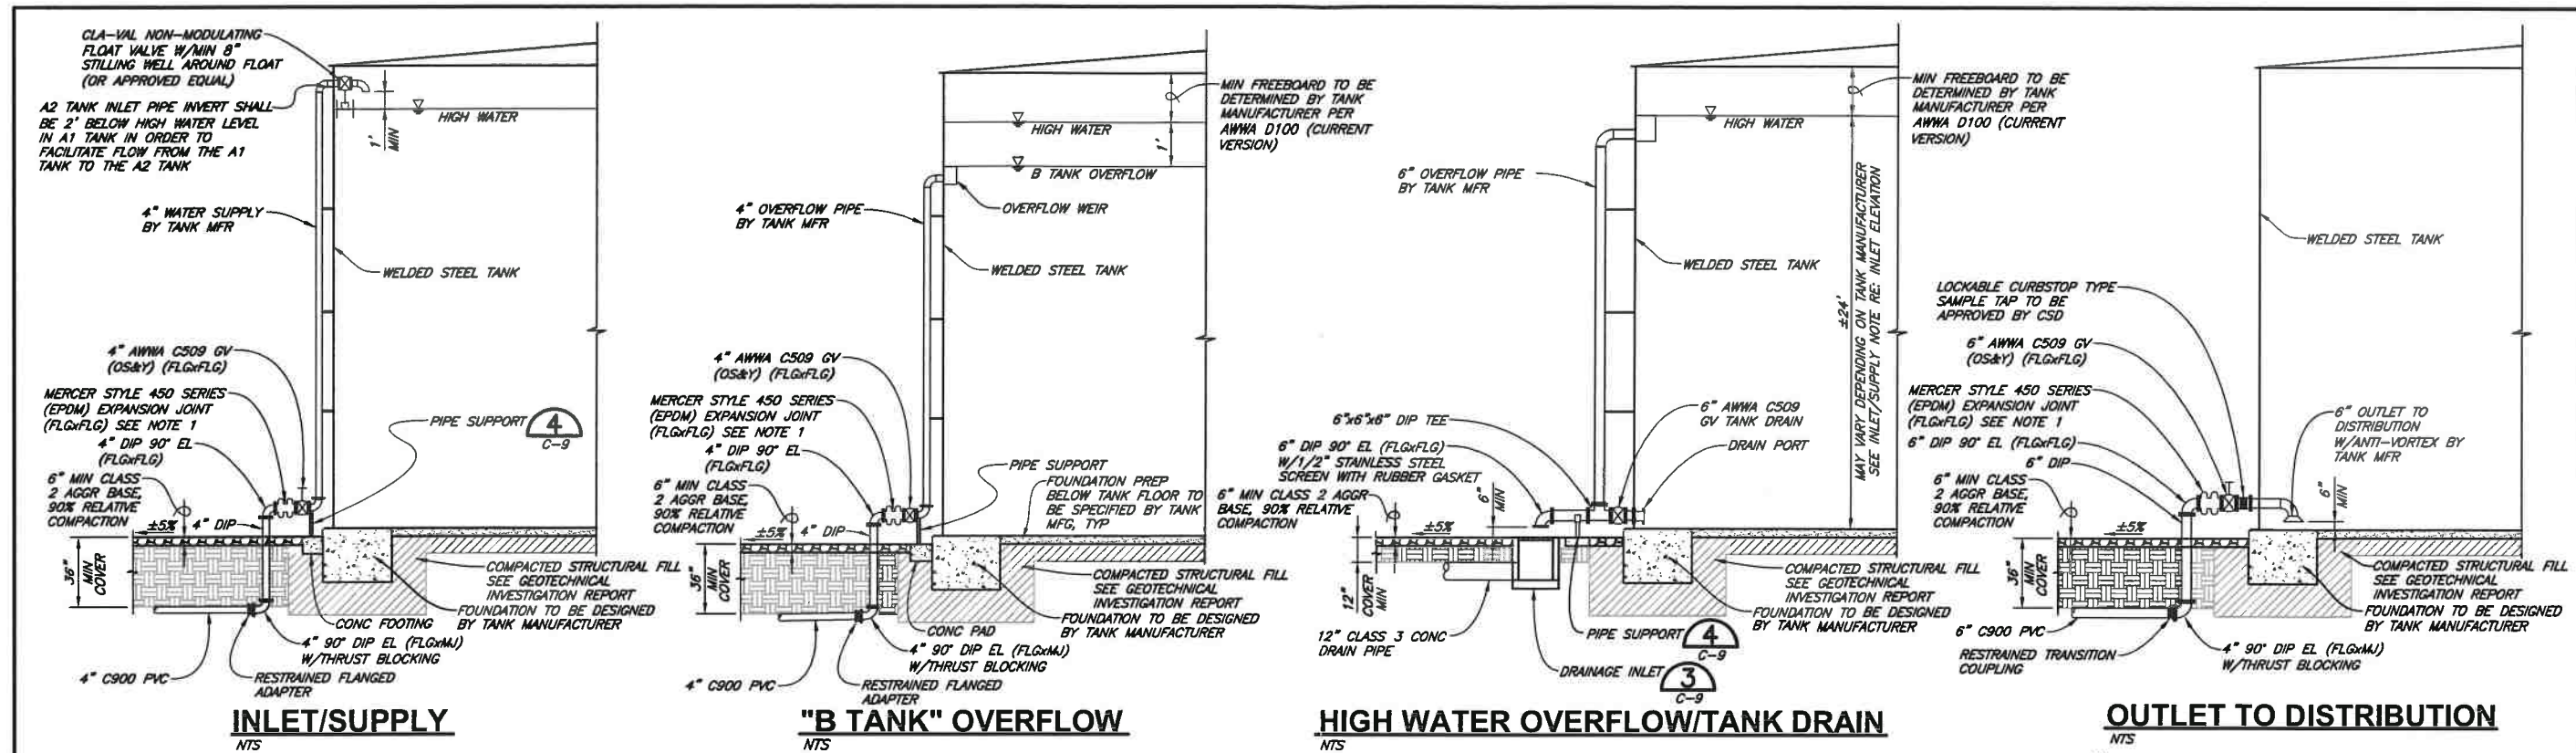 CLA-VAL NON-MODULATING
FLOAT VALVE W/MIN 8"
STILLING WELL AROUND FLOAT
(OR APPROVED EQUAL)
A2 TANK INLET PIPE INVERT SHALL
BE 2' BELOW HIGH WATER LEVEL
IN A1 TANK IN ORDER TO
FACILITATE FLOW FROM THE A1
TANK TO THE A2 TANK
HIGH WATER
1'
MIN
4" WATER SUPPLY
BY TANK MFR
WELDED STEEL TANK
4" AWWA C509 GV
(OS&Y) (FLGxFLG)
MERCER STYLE 450 SERIES
(EPDM) EXPANSION JOINT
(FLGxFLG) SEE NOTE 1
4" DIP 90° EL
(FLGxFLG)
6" MIN CLASS
2 AGGR BASE,
90% RELATIVE
COMPACTION
PIPE SUPPORT
4
C-9
±5%
4" DIP
36"
MIN
COVER
COMPACTED STRUCTURAL FILL
SEE GEOTECHNICAL
INVESTIGATION REPORT
FOUNDATION TO BE DESIGNED
BY TANK MANUFACTURER
CONC FOOTING
4" 90° DIP EL (FLGxMJ)
W/THRUST BLOCKING
4" C900 PVC
RESTRAINED FLANGED
ADAPTER
INLET/SUPPLY
NTS
MIN FREEBOARD TO BE
DETERMINED BY TANK
MANUFACTURER PER
AWWA D100 (CURRENT
VERSION)
HIGH WATER
1'
B TANK OVERFLOW
4" OVERFLOW PIPE
BY TANK MFR
OVERFLOW WEIR
WELDED STEEL TANK
4" AWWA C509 GV
(OS&Y) (FLGxFLG)
MERCER STYLE 450 SERIES
(EPDM) EXPANSION JOINT
(FLGxFLG) SEE NOTE 1
4" DIP 90° EL
(FLGxFLG)
6" MIN CLASS
2 AGGR BASE,
90% RELATIVE
COMPACTION
PIPE SUPPORT
FOUNDATION PREP
BELOW TANK FLOOR TO
BE SPECIFIED BY TANK
MFG, TYP
±5%
4" DIP
36"
MIN
COVER
COMPACTED STRUCTURAL FILL
SEE GEOTECHNICAL
INVESTIGATION REPORT
FOUNDATION TO BE DESIGNED
BY TANK MANUFACTURER
CONC PAD
4" 90° DIP EL (FLGxMJ)
W/THRUST BLOCKING
4" C900 PVC
RESTRAINED FLANGED
ADAPTER
"B TANK" OVERFLOW
NTS
MIN FREEBOARD TO BE
DETERMINED BY TANK
MANUFACTURER PER
AWWA D100 (CURRENT
VERSION)
HIGH WATER
6" OVERFLOW PIPE
BY TANK MFR
WELDED STEEL TANK
±24'
MAY VARY DEPENDING ON TANK MANUFACTURER
SEE INLET/SUPPLY NOTE RE: INLET ELEVATION
6"x6"x6" DIP TEE
6" DIP 90° EL (FLGxFLG)
W/1/2" STAINLESS STEEL
SCREEN WITH RUBBER GASKET
6" MIN CLASS 2 AGGR
BASE, 90% RELATIVE
COMPACTION
6" AWWA C509
GV TANK DRAIN
DRAIN PORT
6"
MIN
±5%
12"
COVER
MIN
COMPACTED STRUCTURAL FILL
SEE GEOTECHNICAL
INVESTIGATION REPORT
FOUNDATION TO BE DESIGNED
BY TANK MANUFACTURER
12" CLASS 3 CONC
DRAIN PIPE
PIPE SUPPORT
4
C-9
DRAINAGE INLET
3
C-9
HIGH WATER OVERFLOW/TANK DRAIN
NTS
WELDED STEEL TANK
LOCKABLE CURBSTOP TYPE
SAMPLE TAP TO BE
APPROVED BY CSD
6" AWWA C509 GV
(OS&Y) (FLGxFLG)
MERCER STYLE 450 SERIES
(EPDM) EXPANSION JOINT
(FLGxFLG) SEE NOTE 1
6" DIP 90° EL (FLGxFLG)
6" DIP
6" MIN CLASS
2 AGGR BASE,
90% RELATIVE
COMPACTION
6" OUTLET TO
DISTRIBUTION
W/ANTI-VORTEX BY
TANK MFR
6"
MIN
±5%
36"
MIN
COVER
COMPACTED STRUCTURAL FILL
SEE GEOTECHNICAL
INVESTIGATION REPORT
FOUNDATION TO BE DESIGNED
BY TANK MANUFACTURER
6" C900 PVC
RESTRAINED TRANSITION
COUPLING
4" 90° DIP EL (FLGxMJ)
W/THRUST BLOCKING
OUTLET TO DISTRIBUTION
NTS